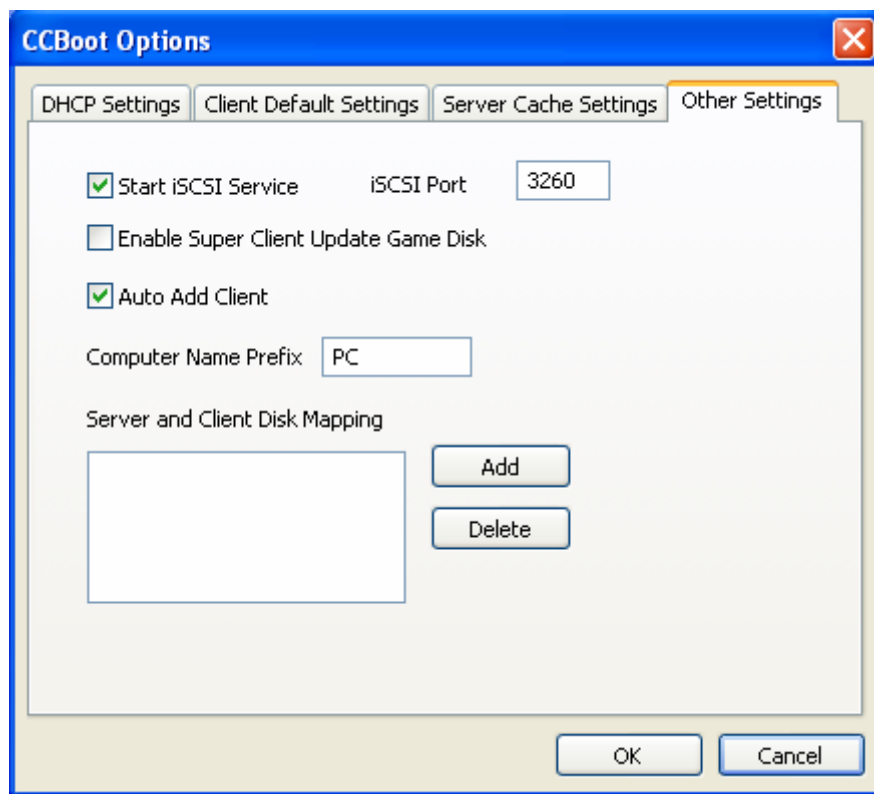 CCBoot Options
DHCP Settings Client Default Settings Server Cache Settings Other Settings
Start iSCSI Service iSCSI Port 3260
Enable Super Client Update Game Disk
Auto Add Client
Computer Name Prefix PC
Server and Client Disk Mapping
Add
Delete
OK Cancel